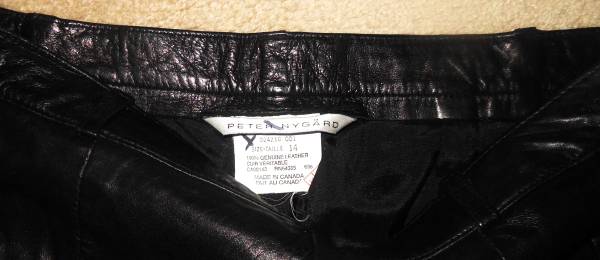 PETER NYGÅRD
SIZE-TAILLE 14
100% GENUINE LEATHER
CUIR VERITABLE
MADE IN CANADA
FAIT AU CANADA